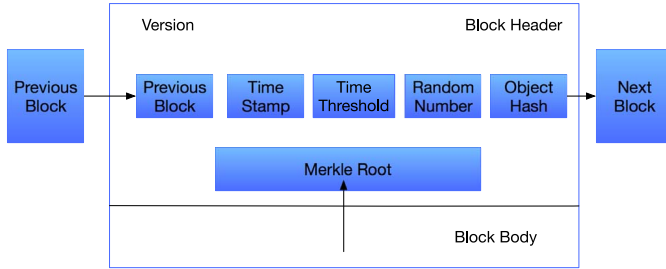 Version
Block Header
Previous
Block
Previous
Block
Time
Stamp
Time
Threshold
Random
Number
Object
Hash
Next
Block
Merkle Root
Block Body